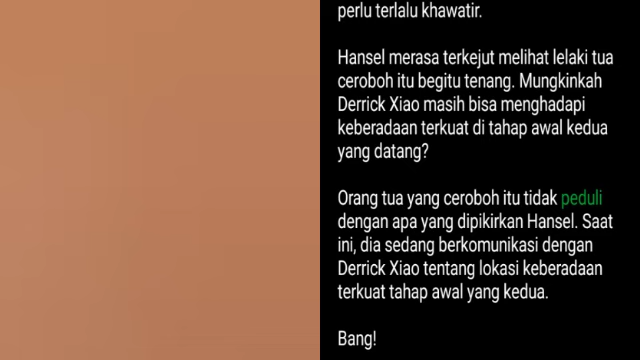 perlu terlalu khawatir.
Hansel merasa terkejut melihat lelaki tua
ceroboh itu begitu tenang. Mungkinkah
Derrick Xiao masih bisa menghadapi
keberadaan terkuat di tahap awal kedua
yang datang?
Orang tua yang ceroboh itu tidak peduli
dengan apa yang dipikirkan Hansel. Saat
ini, dia sedang berkomunikasi dengan
Derrick Xiao tentang lokasi keberadaan
terkuat tahap awal yang kedua.
Bang!